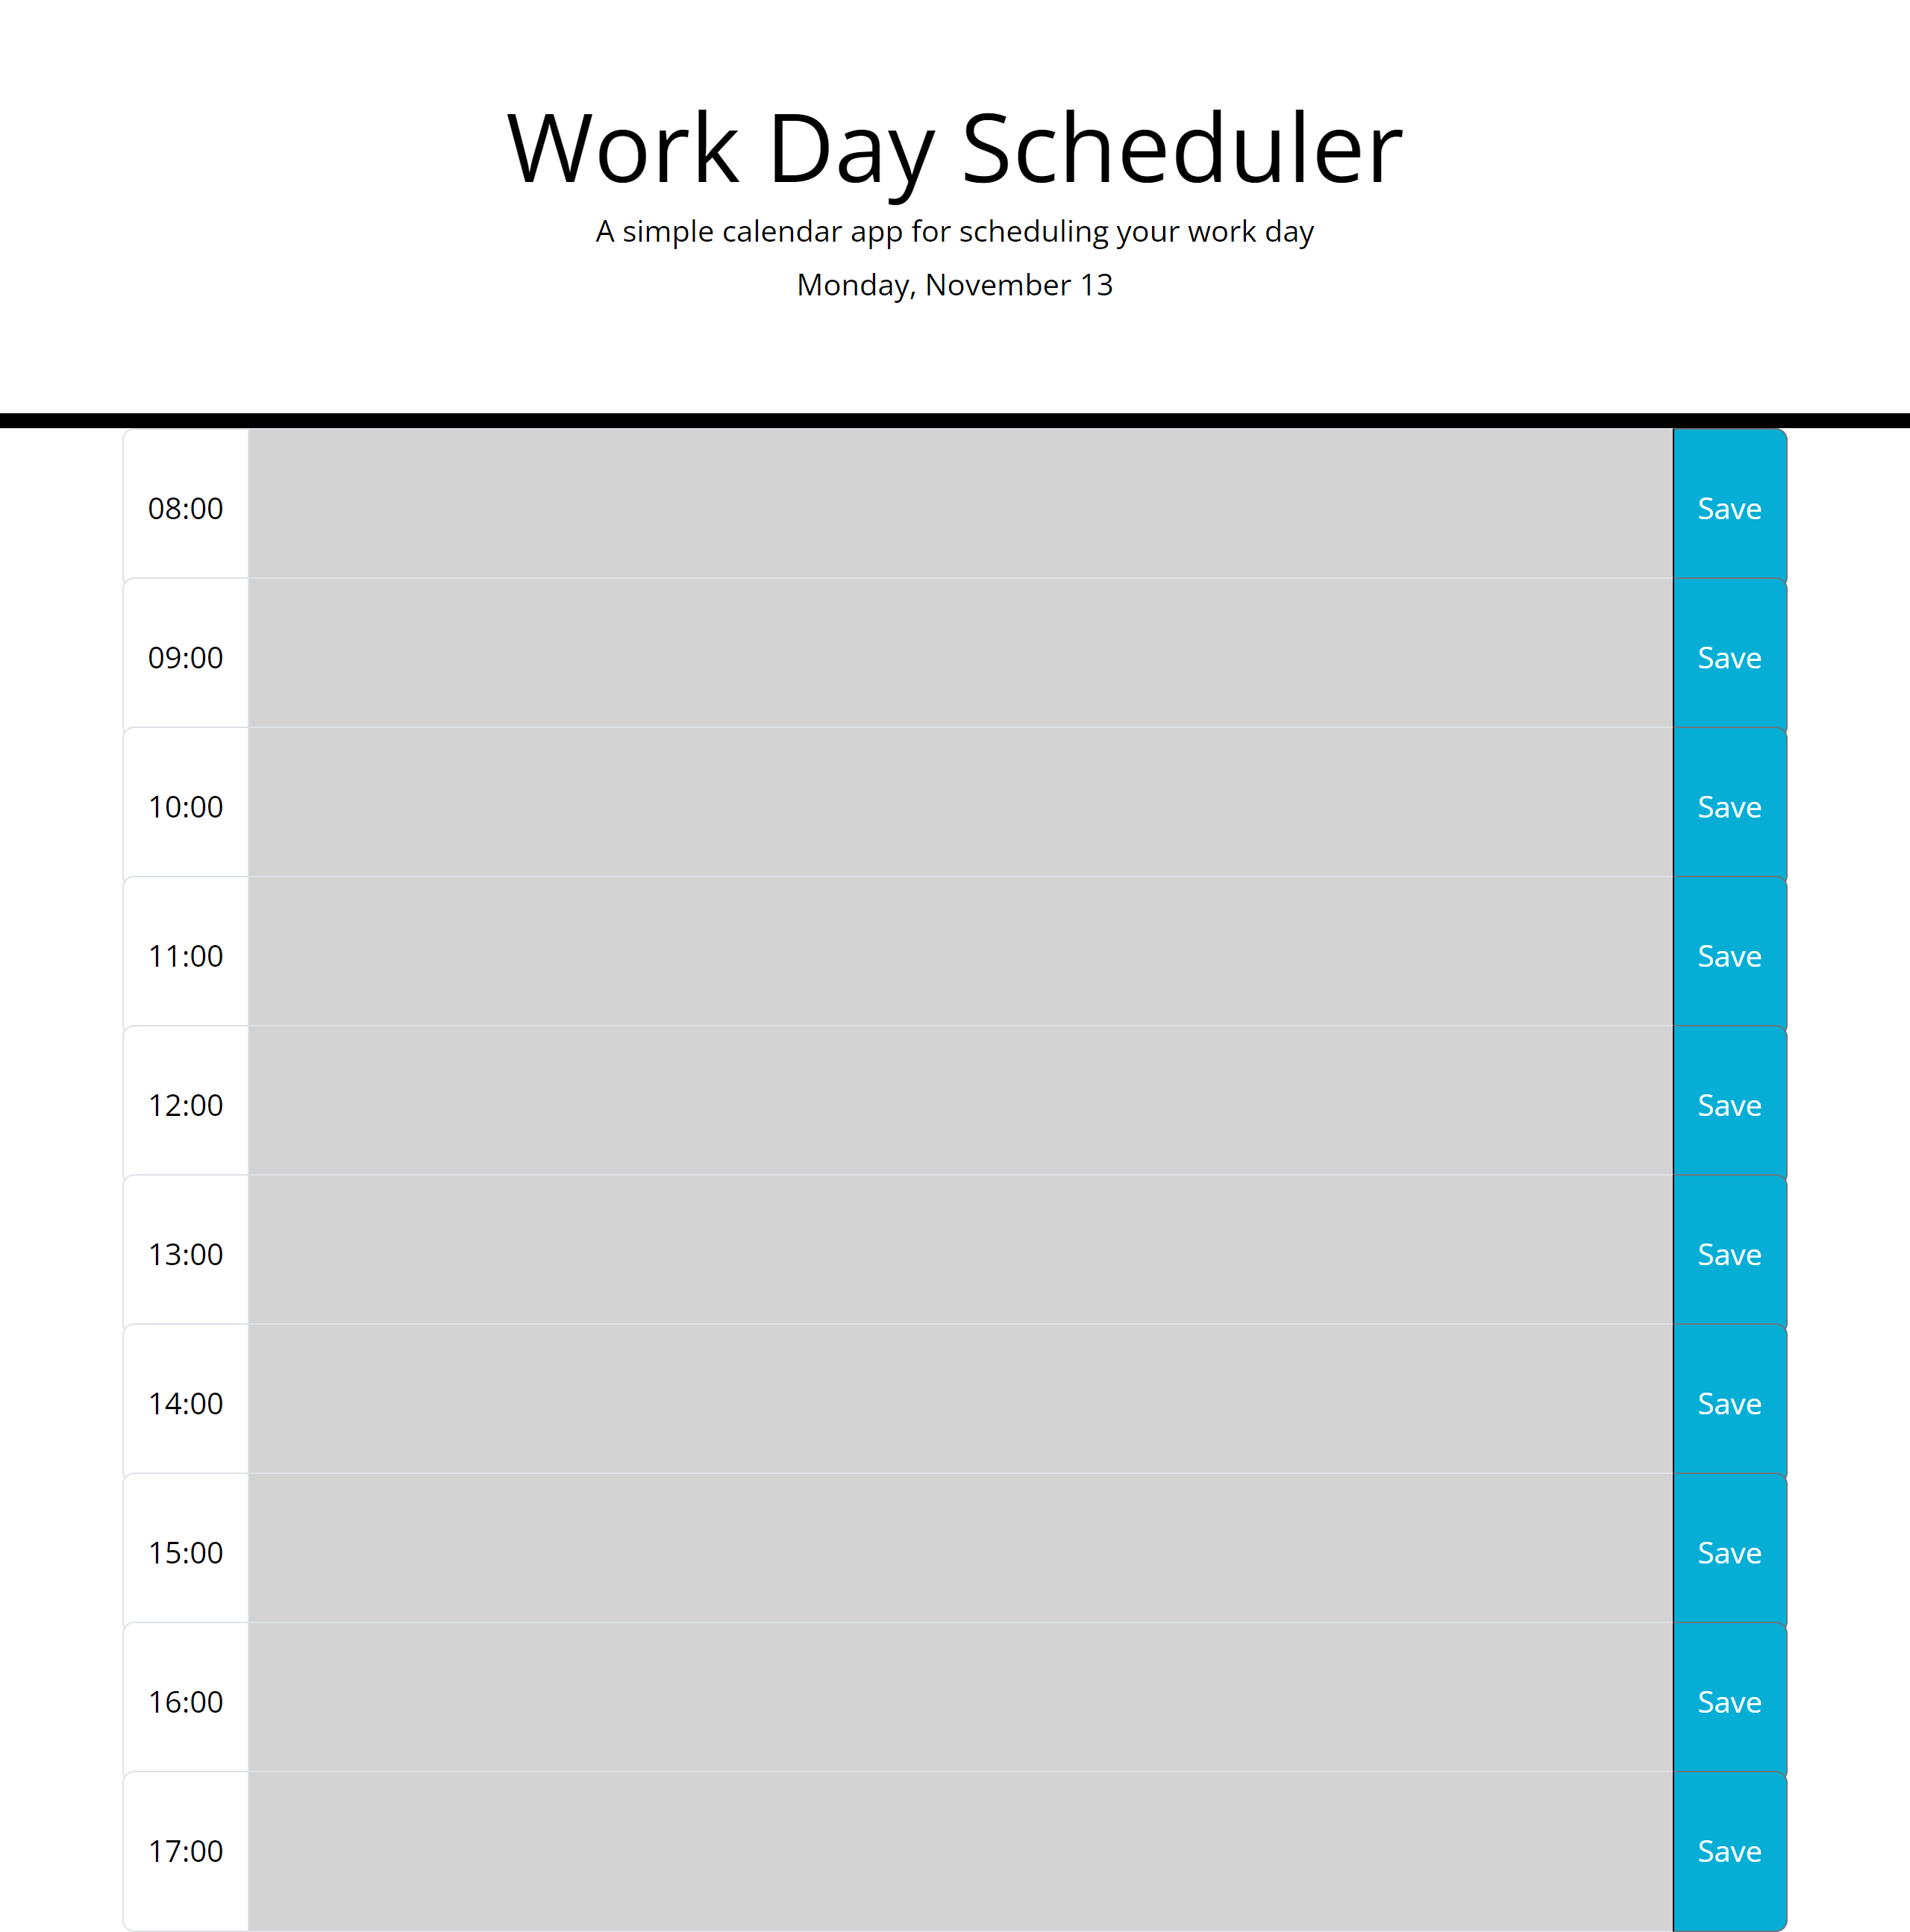 Work Day Scheduler
A simple calendar app for scheduling your work day
Monday, November 13
08:00 Save
09:00 Save
10:00 Save
11:00 Save
12:00 Save
13:00 Save
14:00 Save
15:00 Save
16:00 Save
17:00 Save